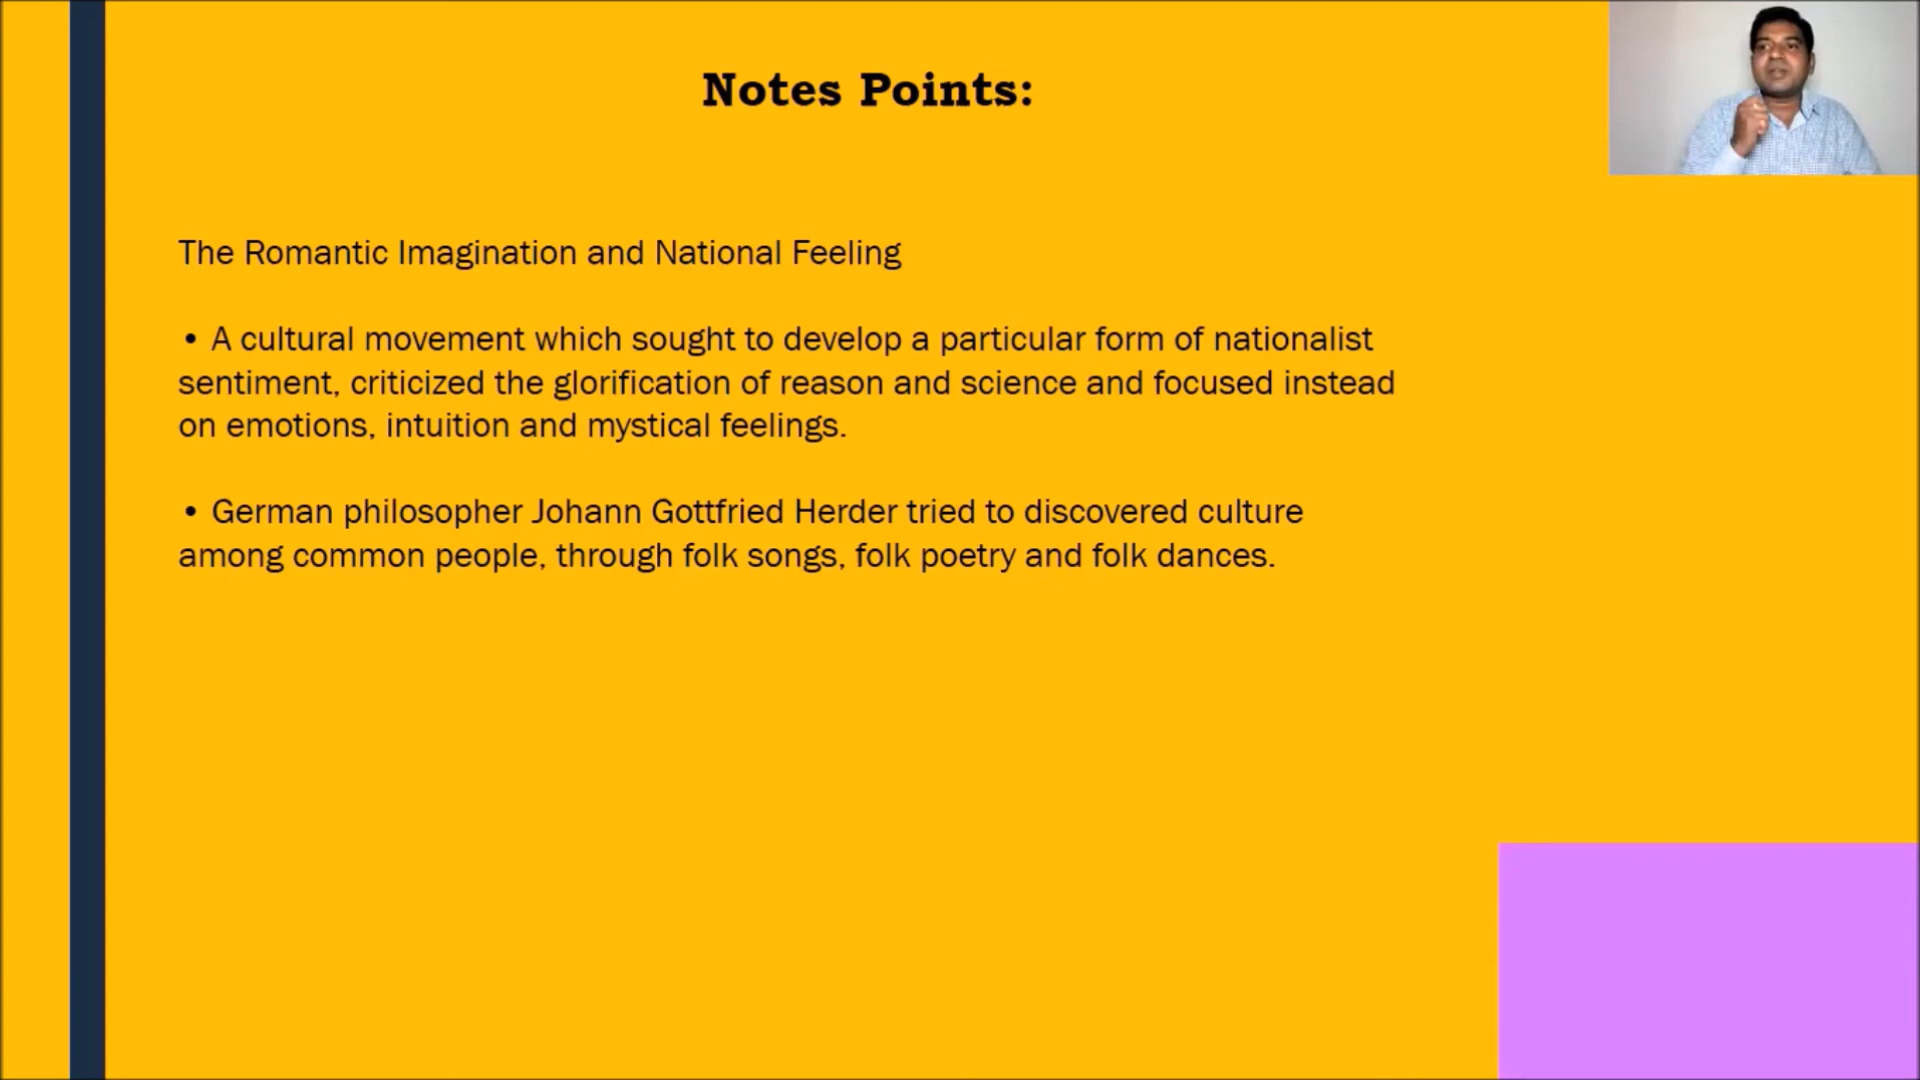 Notes Points:
The Romantic Imagination and National Feeling
• A cultural movement which sought to develop a particular form of nationalist
sentiment, criticized the glorification of reason and science and focused instead
on emotions, intuition and mystical feelings.
• German philosopher Johann Gottfried Herder tried to discovered culture
among common people, through folk songs, folk poetry and folk dances.